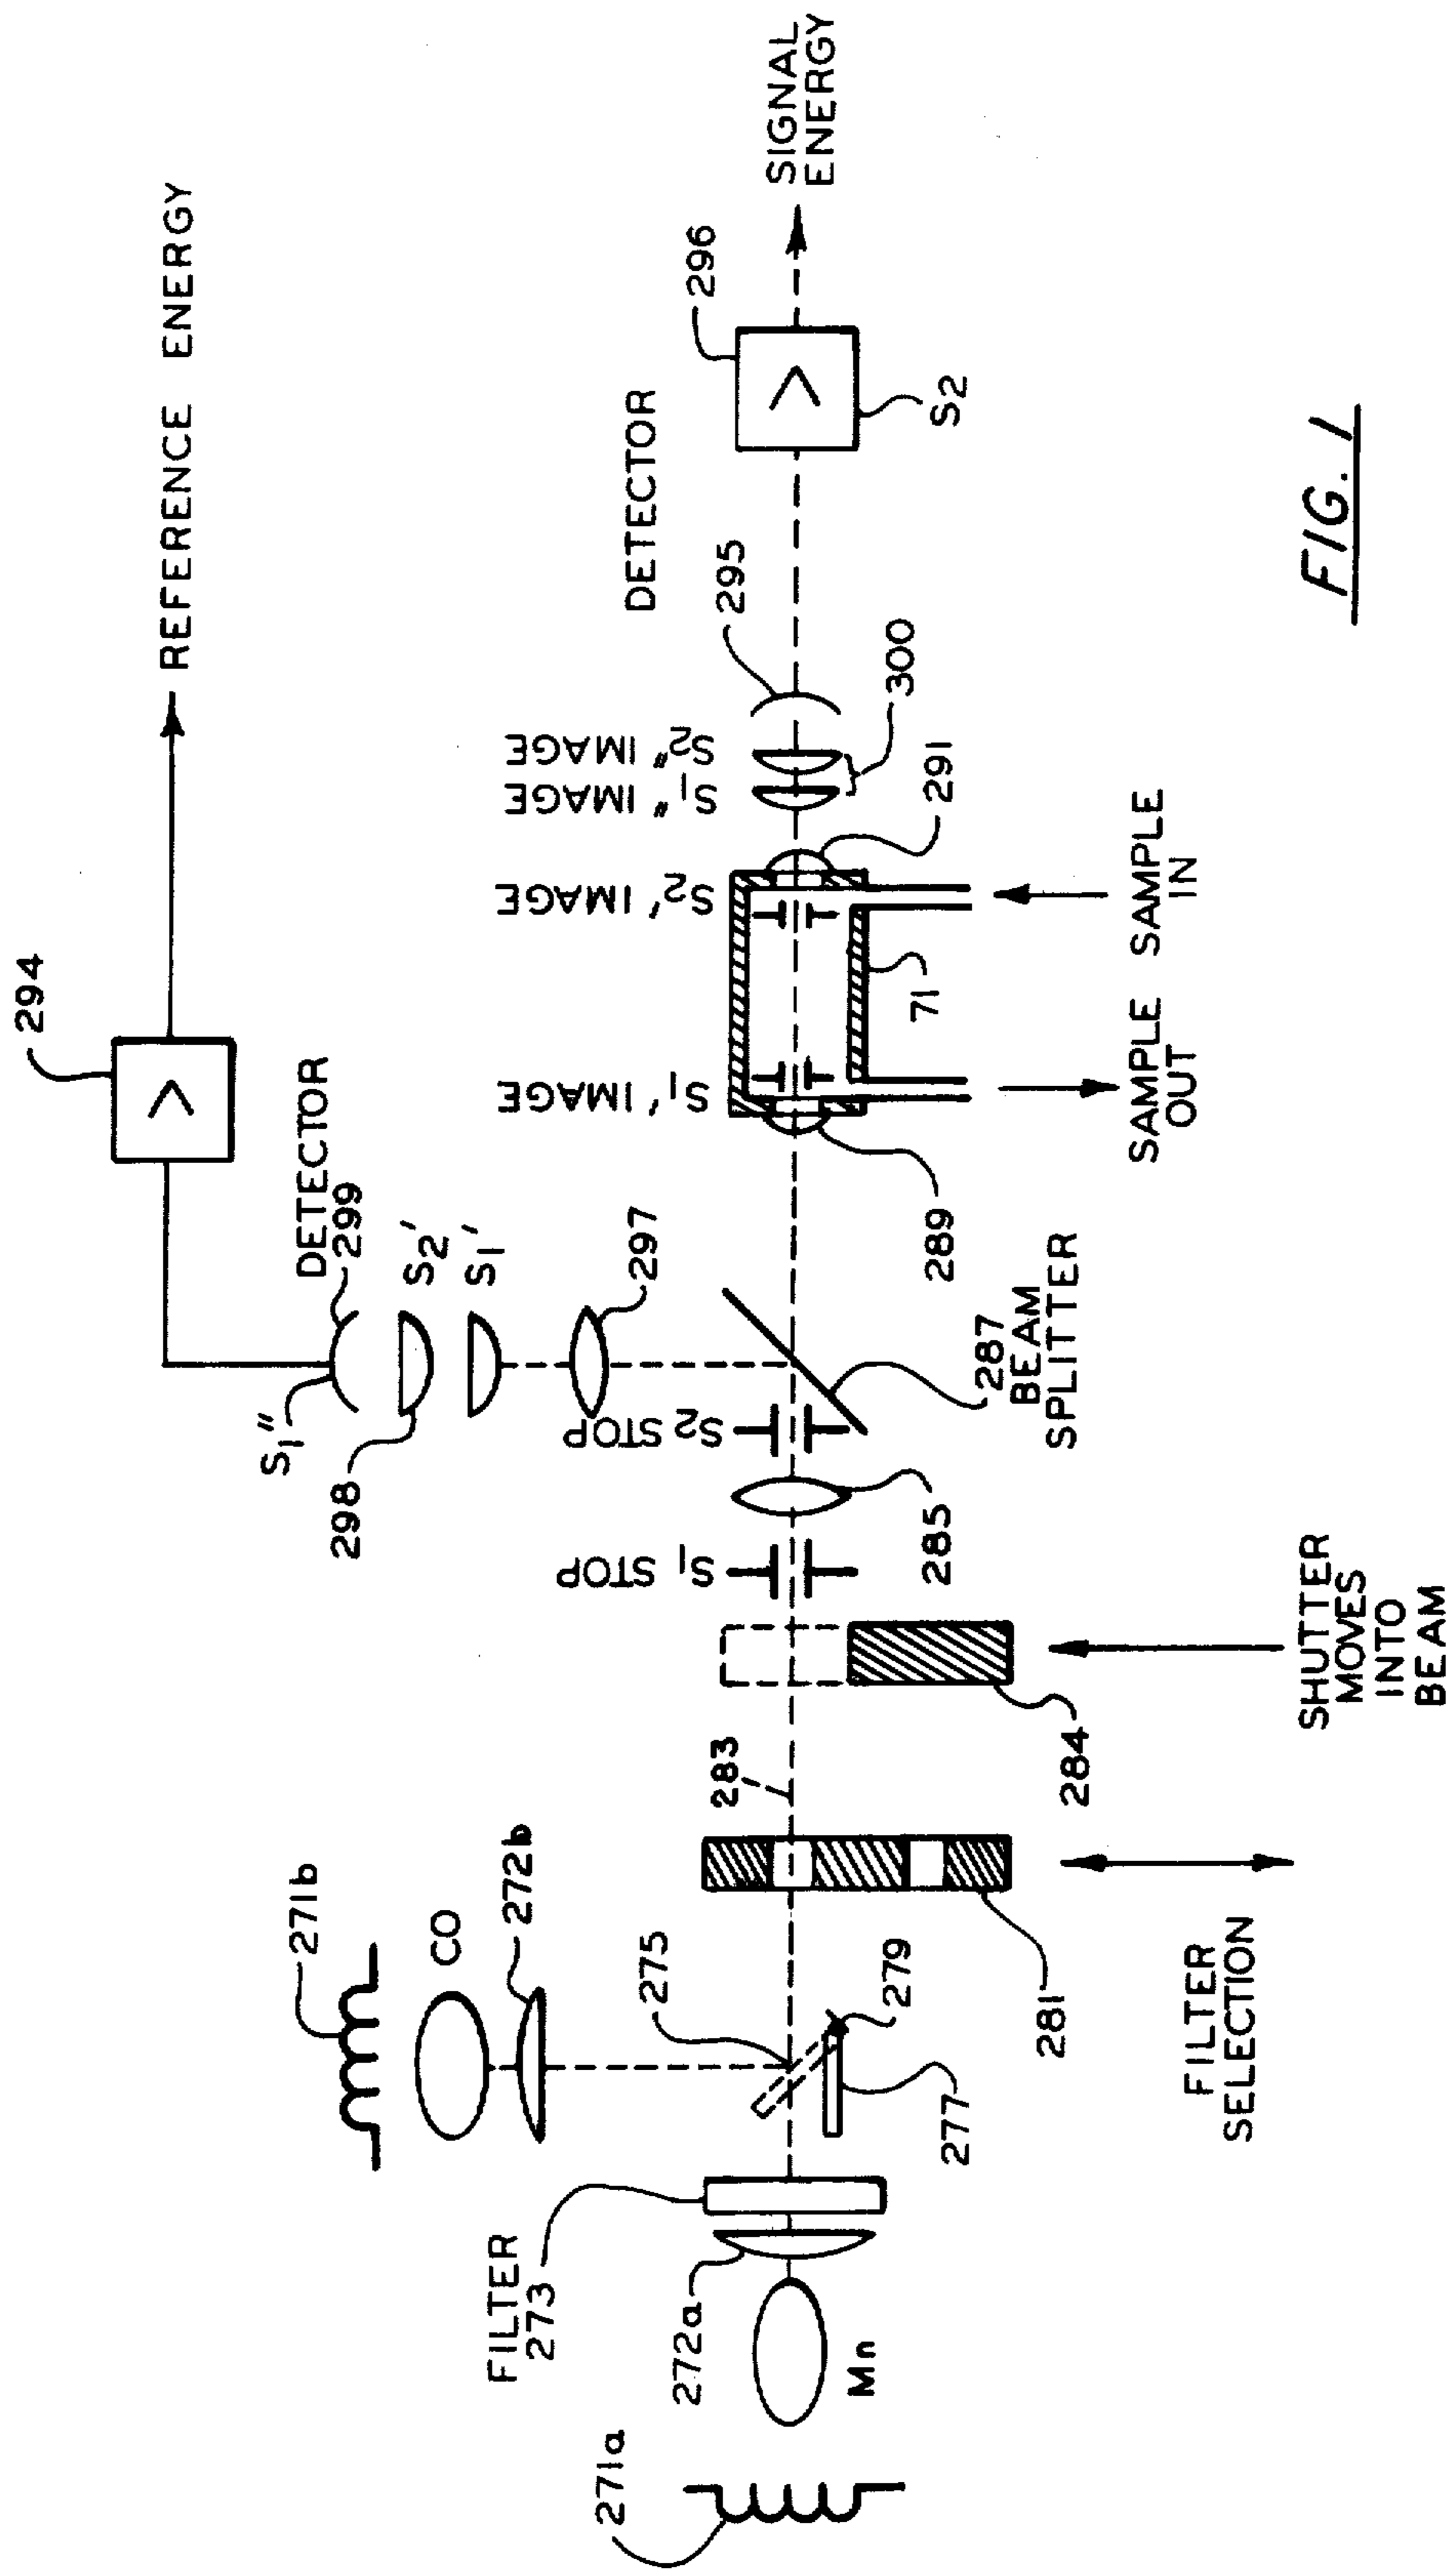 294
REFERENCE ENERGY
DETECTOR
299
S1"
298
S2'
S1'
297
271b
CO
272b
275
FILTER
273
272a
Mn
271a
277
279
281
FILTER
SELECTION
283
284
SHUTTER
MOVES
INTO
BEAM
S1 STOP
285
S2 STOP
287
BEAM
SPLITTER
289
S1' IMAGE
S2' IMAGE
71
SAMPLE
OUT
SAMPLE
IN
291
S1" IMAGE
S2" IMAGE
300
295
DETECTOR
296
S2
SIGNAL
ENERGY
FIG. 1